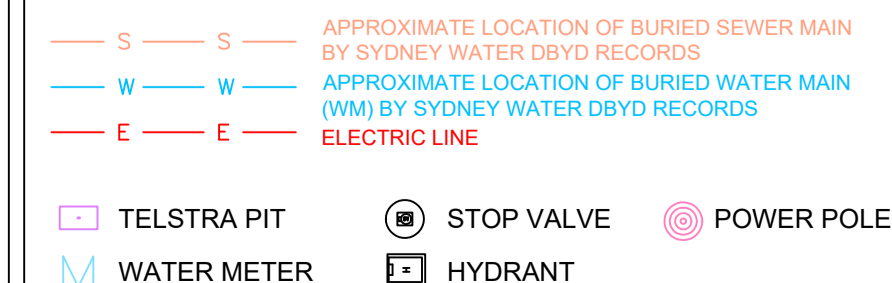 S S APPROXIMATE LOCATION OF BURIED SEWER MAIN
BY SYDNEY WATER DBYD RECORDS
W W APPROXIMATE LOCATION OF BURIED WATER MAIN
(WM) BY SYDNEY WATER DBYD RECORDS
E E ELECTRIC LINE
TELSTRA PIT STOP VALVE POWER POLE
M WATER METER HYDRANT